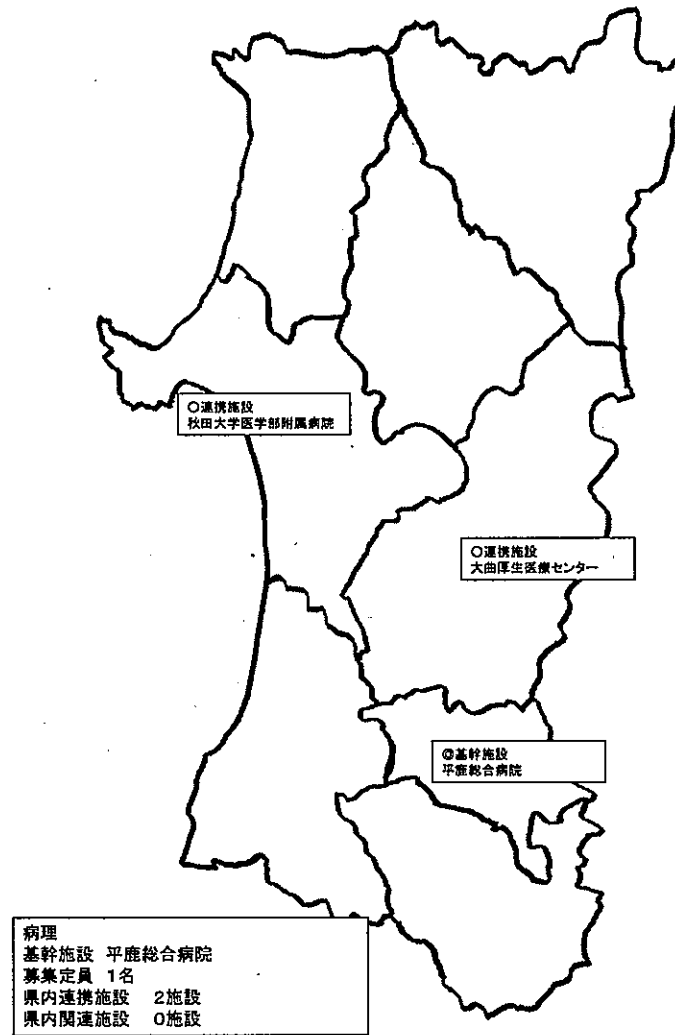 ○連携施設
秋田大学医学部附属病院
○連携施設
大曲厚生医療センター
◎基幹施設
平鹿総合病院
病理
基幹施設 平鹿総合病院
募集定員 1名
県内連携施設 2施設
県内関連施設 0施設